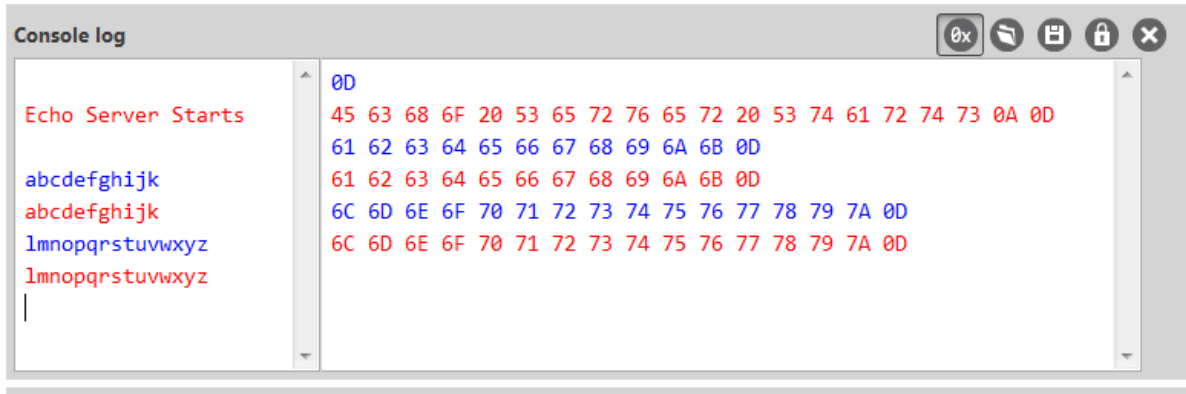 Console log
0x
Echo Server Starts
abcdefghijk
abcdefghijk
lmnopqrstuvwxyz
lmnopqrstuvwxyz
0D
45 63 68 6F 20 53 65 72 76 65 72 20 53 74 61 72 74 73 0A 0D
61 62 63 64 65 66 67 68 69 6A 6B 0D
61 62 63 64 65 66 67 68 69 6A 6B 0D
6C 6D 6E 6F 70 71 72 73 74 75 76 77 78 79 7A 0D
6C 6D 6E 6F 70 71 72 73 74 75 76 77 78 79 7A 0D